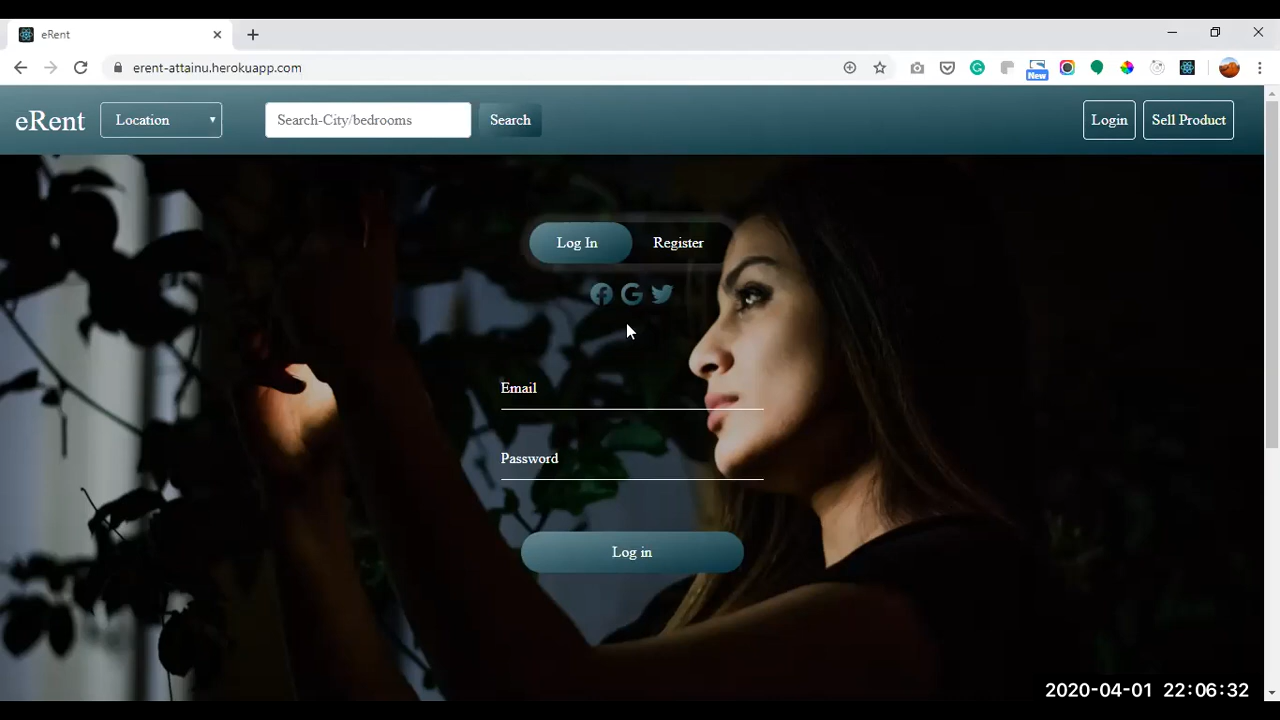 eRent
erent-attainu.herokuapp.com
New
eRent
Location
Search-City/bedrooms
Search
Login
Sell Product
Log In
Register
Email
Password
Log in
2020-04-01 22:06:32